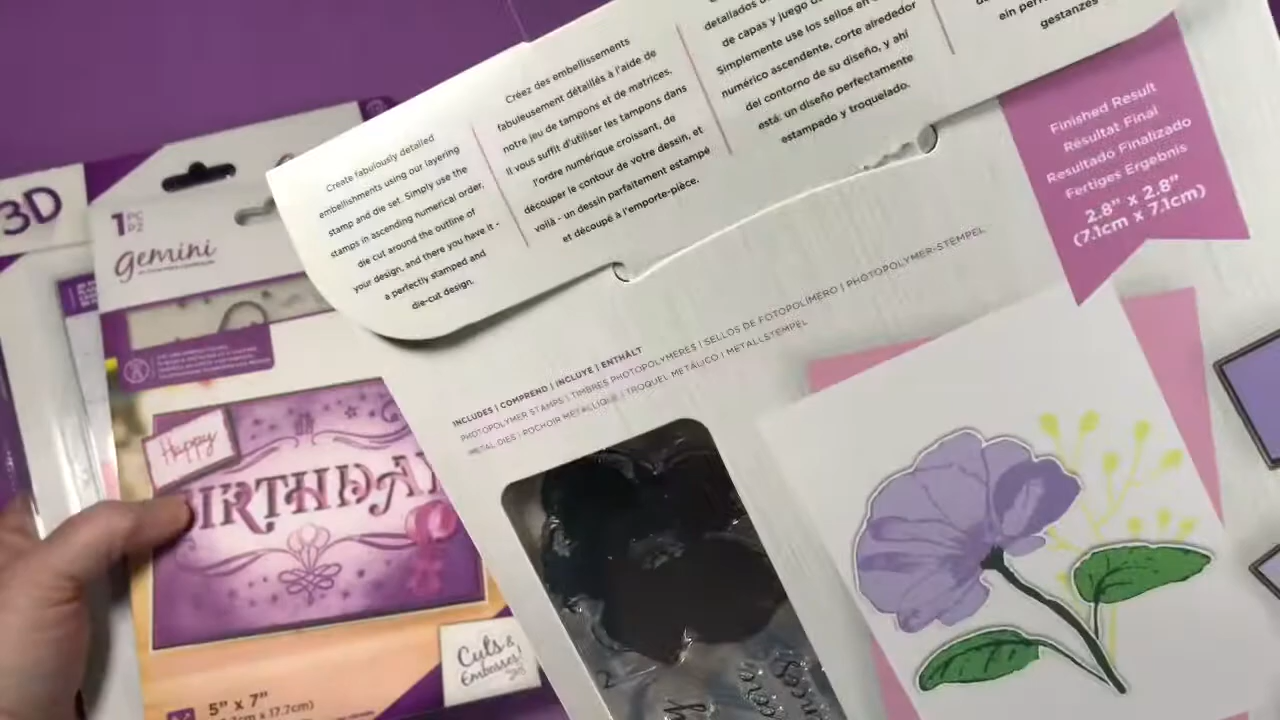 Create fabulously detailed
embellishments using our layering
stamp and die set. Simply use the
stamps in ascending numerical order,
die cut around the outline of
your design, and there you have it -
a perfectly stamped and
die-cut design.
Créez des embellissements
fabuleusement détaillés à l'aide de
notre jeu de tampons et de matrices.
Il vous suffit d'utiliser les tampons dans
l'ordre numérique croissant, de
découper le contour de votre dessin, et
voilà - un dessin parfaitement estampé
et découpé à l'emporte-pièce.
detallados
de capas y juego
Simplemente use los sellos en
numérico ascendente, corte alrededor
del contorno de su diseño, y ahí
está: un diseño perfectamente
estampado y troquelado.
ein
gestanzes
Finished Result
Résultat Final
Resultado Finalizado
Fertiges Ergebnis
2.8" x 2.8"
(7.1cm x 7.1cm)
INCLUDES | COMPREND | INCLUYE | ENTHÄLT
PHOTOPOLYMER STAMPS | TIMBRES PHOTOPOLYMÈRES | SELLOS DE FOTOPOLÍMERO | PHOTOPOLYMER-STEMPEL
METAL DIES | POCHOIR MÉTALLIQUE | TROQUEL METÁLICO | METALLSTEMPEL
3D
1 PC
PZ
gemini
Happy
BIRTHDAY
Cuts &
Embosses!
5" x 7"
17.7cm)
2